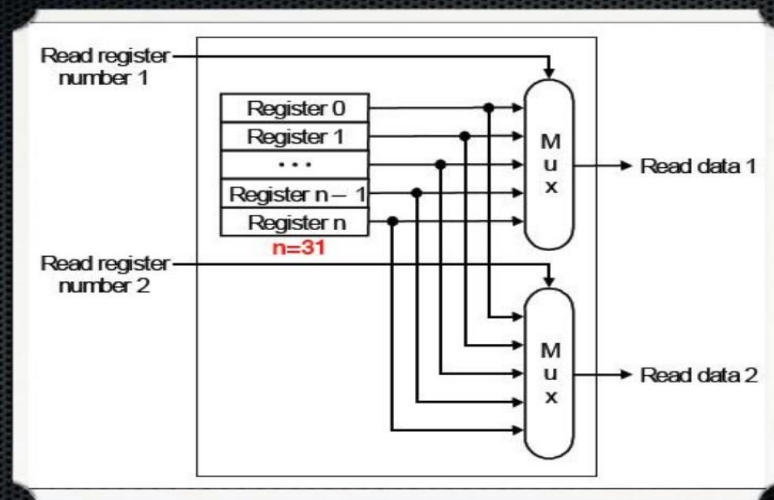 Read register
number 1
Register 0
Register 1
...
Register n – 1
Register n
n=31
M
u
x
Read data 1
Read register
number 2
M
u
x
Read data 2